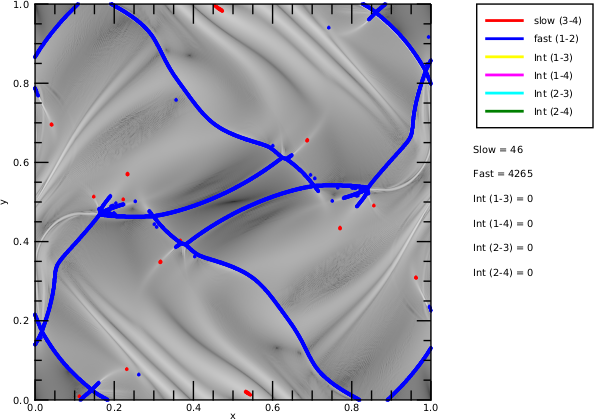 1.0
0.8
0.6
0.4
0.2
0.0
y
0.0 0.2 0.4 0.6 0.8 1.0
x
slow (3-4)
fast (1-2)
Int (1-3)
Int (1-4)
Int (2-3)
Int (2-4)
Slow = 46
Fast = 4265
Int (1-3) = 0
Int (1-4) = 0
Int (2-3) = 0
Int (2-4) = 0